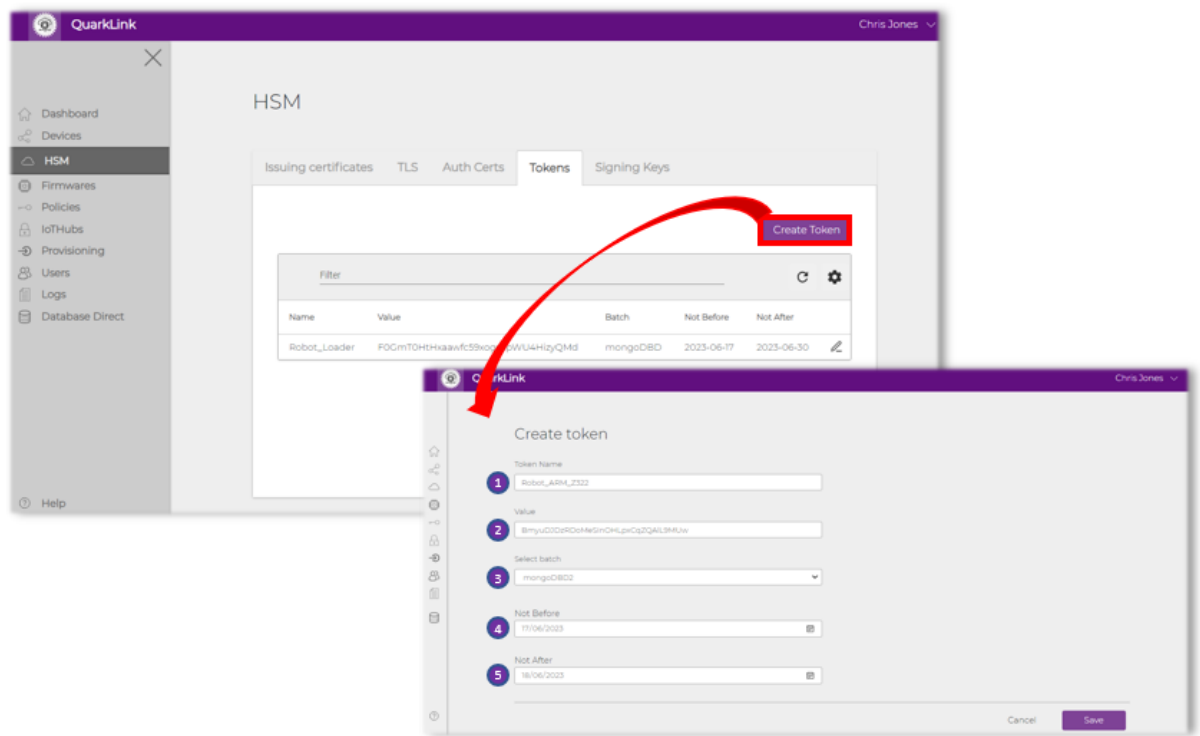 QuarkLink
Chris Jones
HSM
Dashboard
Devices
HSM
Firmwares
Policies
IoTHubs
Provisioning
Users
Logs
Database Direct
Help
Issuing certificates TLS Auth Certs Tokens Signing Keys
Create Token
Filter
Name Value Batch Not Before Not After
Robot_Loader mongoDBD 2023-06-17 2023-06-30
QuarkLink
Chris Jones
Create token
Token Name
1 Robot_ARM_Z322
Value
2
Select batch
3 mongoDBD2
Not Before
4 17/06/2023
Not After
5 18/06/2023
Cancel Save